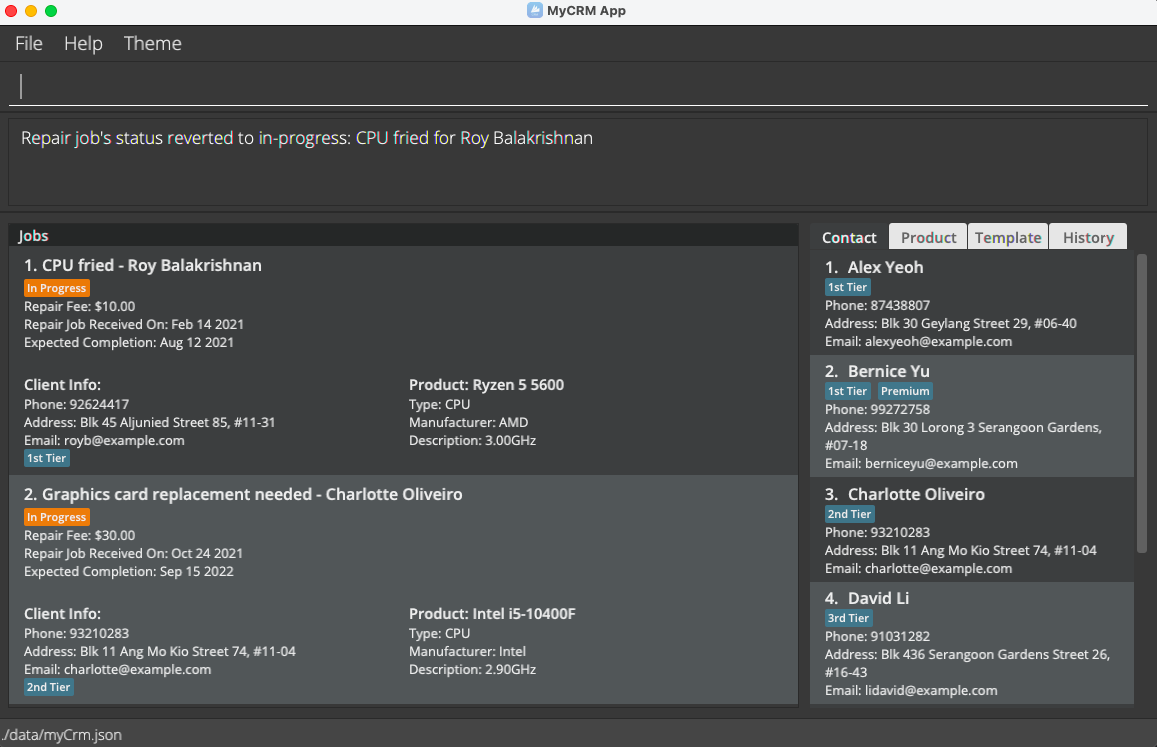 MyCRM App
File Help Theme
Repair job's status reverted to in-progress: CPU fried for Roy Balakrishnan
Jobs
1. CPU fried - Roy Balakrishnan
In Progress
Repair Fee: $10.00
Repair Job Received On: Feb 14 2021
Expected Completion: Aug 12 2021
Client Info:
Phone: 92624417
Address: Blk 45 Aljunied Street 85, #11-31
Email: royb@example.com
1st Tier
Product: Ryzen 5 5600
Type: CPU
Manufacturer: AMD
Description: 3.00GHz
2. Graphics card replacement needed - Charlotte Oliveiro
In Progress
Repair Fee: $30.00
Repair Job Received On: Oct 24 2021
Expected Completion: Sep 15 2022
Client Info:
Phone: 93210283
Address: Blk 11 Ang Mo Kio Street 74, #11-04
Email: charlotte@example.com
2nd Tier
Product: Intel i5-10400F
Type: CPU
Manufacturer: Intel
Description: 2.90GHz
Contact Product Template History
1. Alex Yeoh
1st Tier
Phone: 87438807
Address: Blk 30 Geylang Street 29, #06-40
Email: alexyeoh@example.com
2. Bernice Yu
1st Tier Premium
Phone: 99272758
Address: Blk 30 Lorong 3 Serangoon Gardens,
#07-18
Email: berniceyu@example.com
3. Charlotte Oliveiro
2nd Tier
Phone: 93210283
Address: Blk 11 Ang Mo Kio Street 74, #11-04
Email: charlotte@example.com
4. David Li
3rd Tier
Phone: 91031282
Address: Blk 436 Serangoon Gardens Street 26,
#16-43
Email: lidavid@example.com
./data/myCrm.json